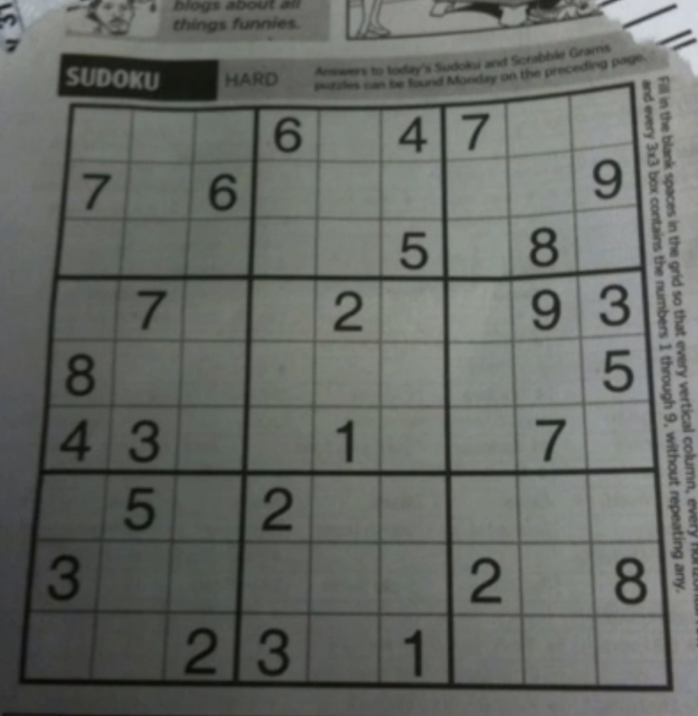 blogs about all
things funnies.
SUDOKU HARD Answers to today's Sudoku and Scrabble Grams
puzzles can be found Monday on the preceding page.
6 4 7
7 6 9
5 8
7 2 9 3
8 5
4 3 1 7
5 2
3 2 8
2 3 1
Fill in the blank spaces in the grid so that every vertical column, every
and every 3x3 box contains the numbers 1 through 9, without repeating any.